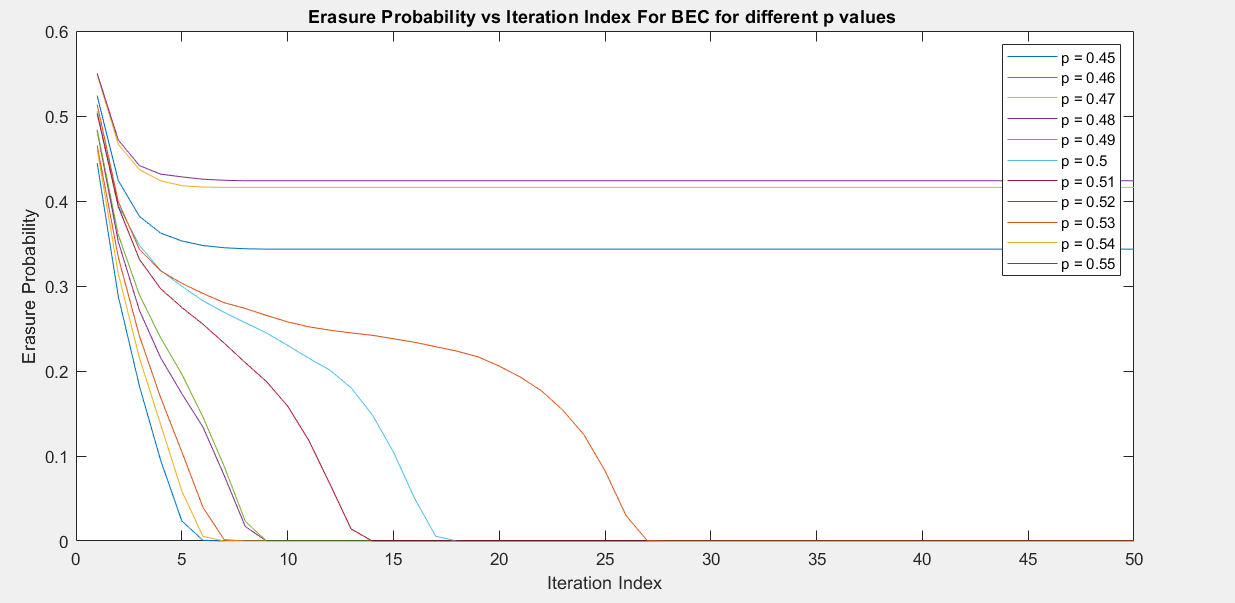 Erasure Probability vs Iteration Index For BEC for different p values
0.6
0.5
0.4
0.3
0.2
0.1
0
Erasure Probability
p = 0.45
p = 0.46
p = 0.47
p = 0.48
p = 0.49
p = 0.5
p = 0.51
p = 0.52
p = 0.53
p = 0.54
p = 0.55
0 5 10 15 20 25 30 35 40 45 50
Iteration Index